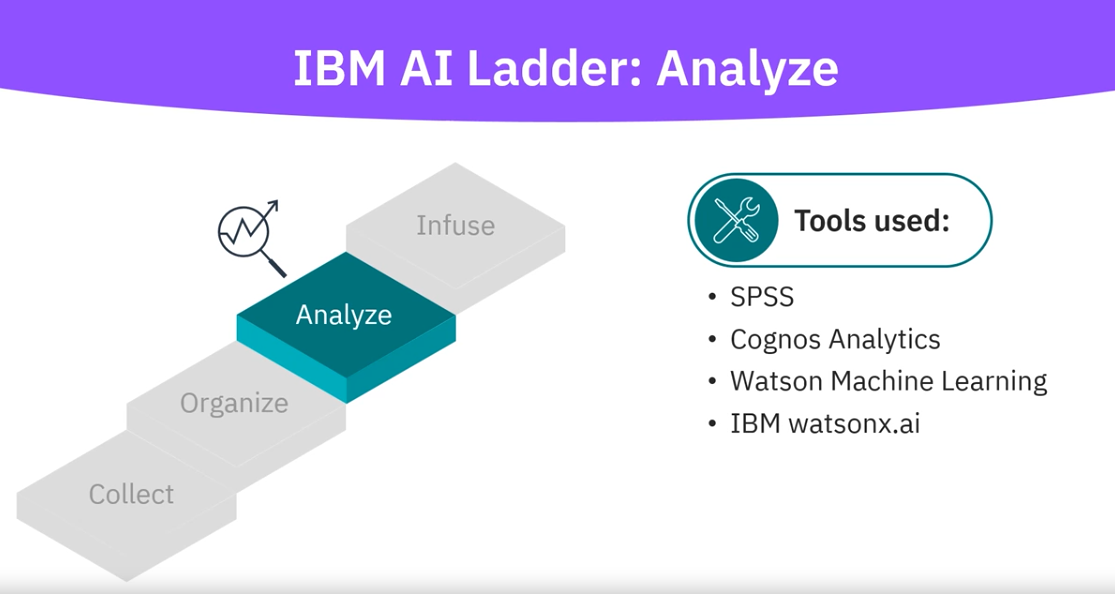 IBM AI Ladder: Analyze
Infuse
Analyze
Organize
Collect
Tools used:
• SPSS
• Cognos Analytics
• Watson Machine Learning
• IBM watsonx.ai